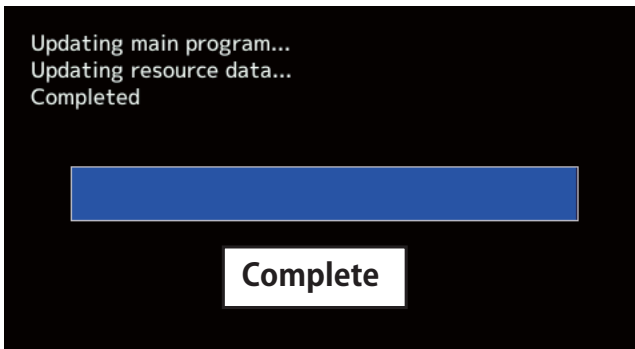 Updating main program...
Updating resource data...
Completed
Complete